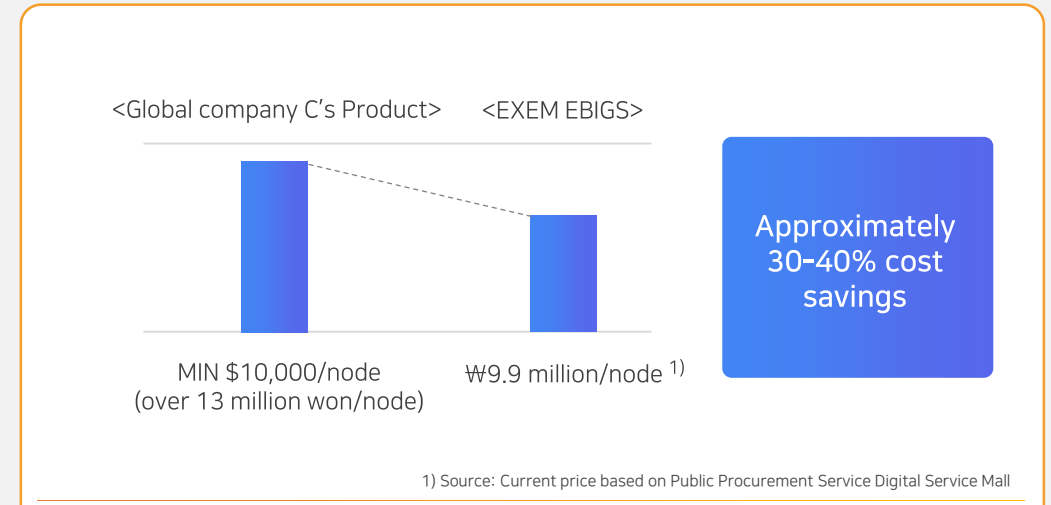 <Global company C's Product>
<EXEM EBIGS>
Approximately
30-40% cost
savings
MIN $10,000/node
(over 13 million won/node)
₩9.9 million/node 1)
1) Source: Current price based on Public Procurement Service Digital Service Mall